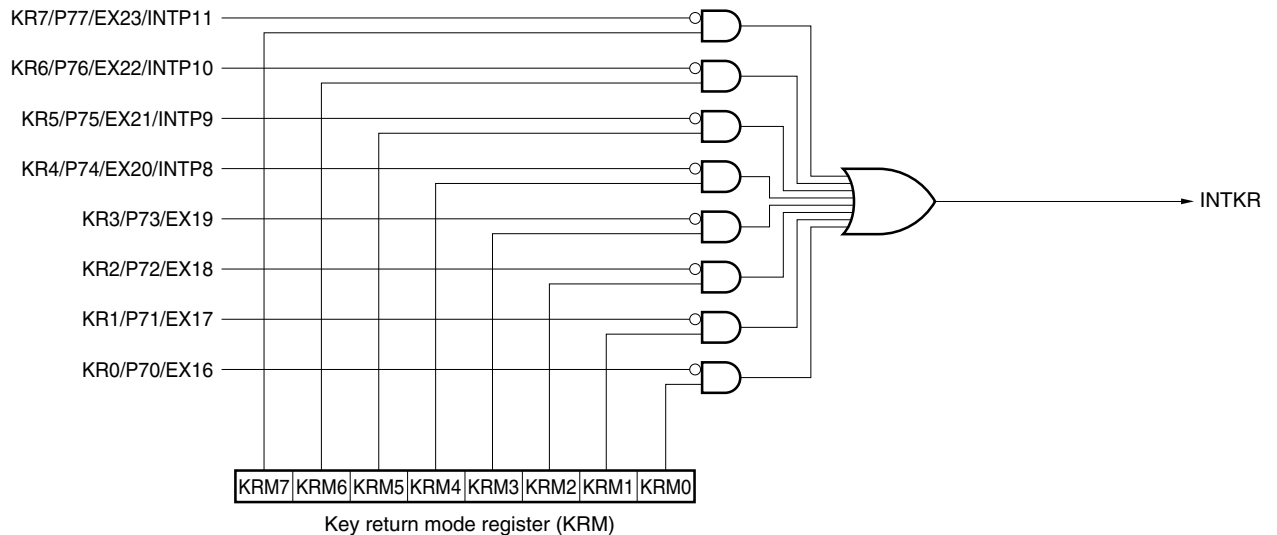 KR7/P77/EX23/INTP11
KR6/P76/EX22/INTP10
KR5/P75/EX21/INTP9
KR4/P74/EX20/INTP8
KR3/P73/EX19
INTKR
KR2/P72/EX18
KR1/P71/EX17
KR0/P70/EX16
KRM7 KRM6 KRM5 KRM4 KRM3 KRM2 KRM1 KRM0
Key return mode register (KRM)